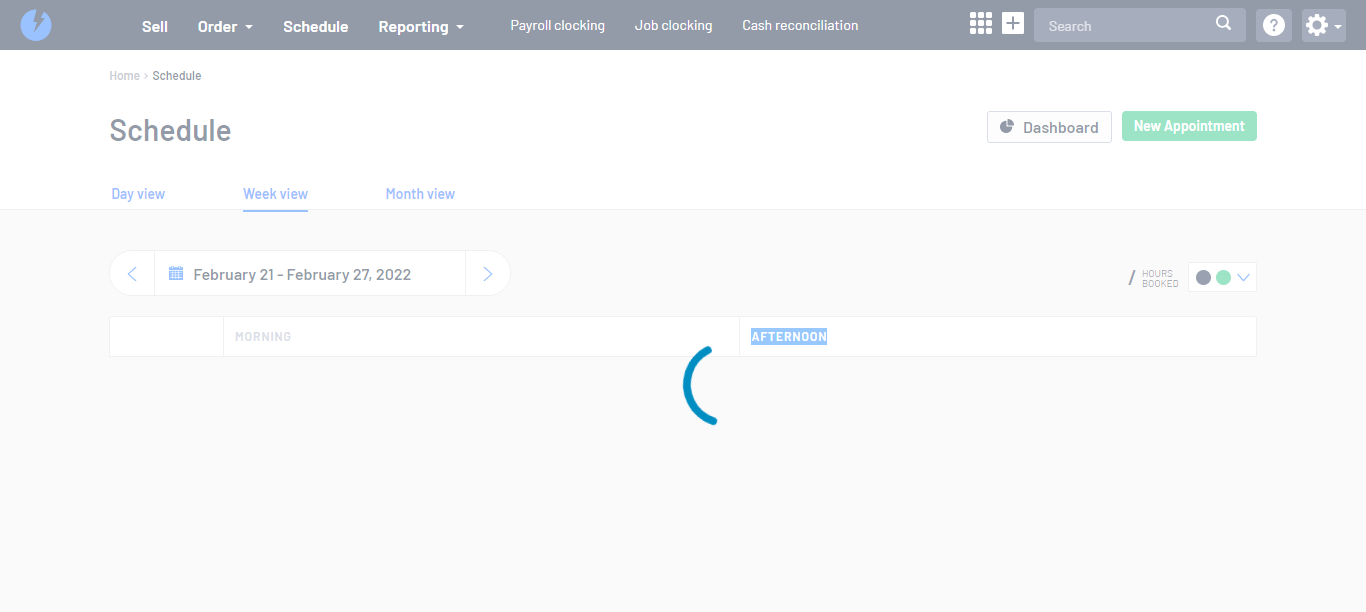 Sell Order Schedule Reporting Payroll clocking Job clocking Cash reconciliation Search
Home › Schedule
Schedule
Dashboard New Appointment
Day view Week view Month view
February 21 - February 27, 2022
/ HOURS
BOOKED
MORNING AFTERNOON